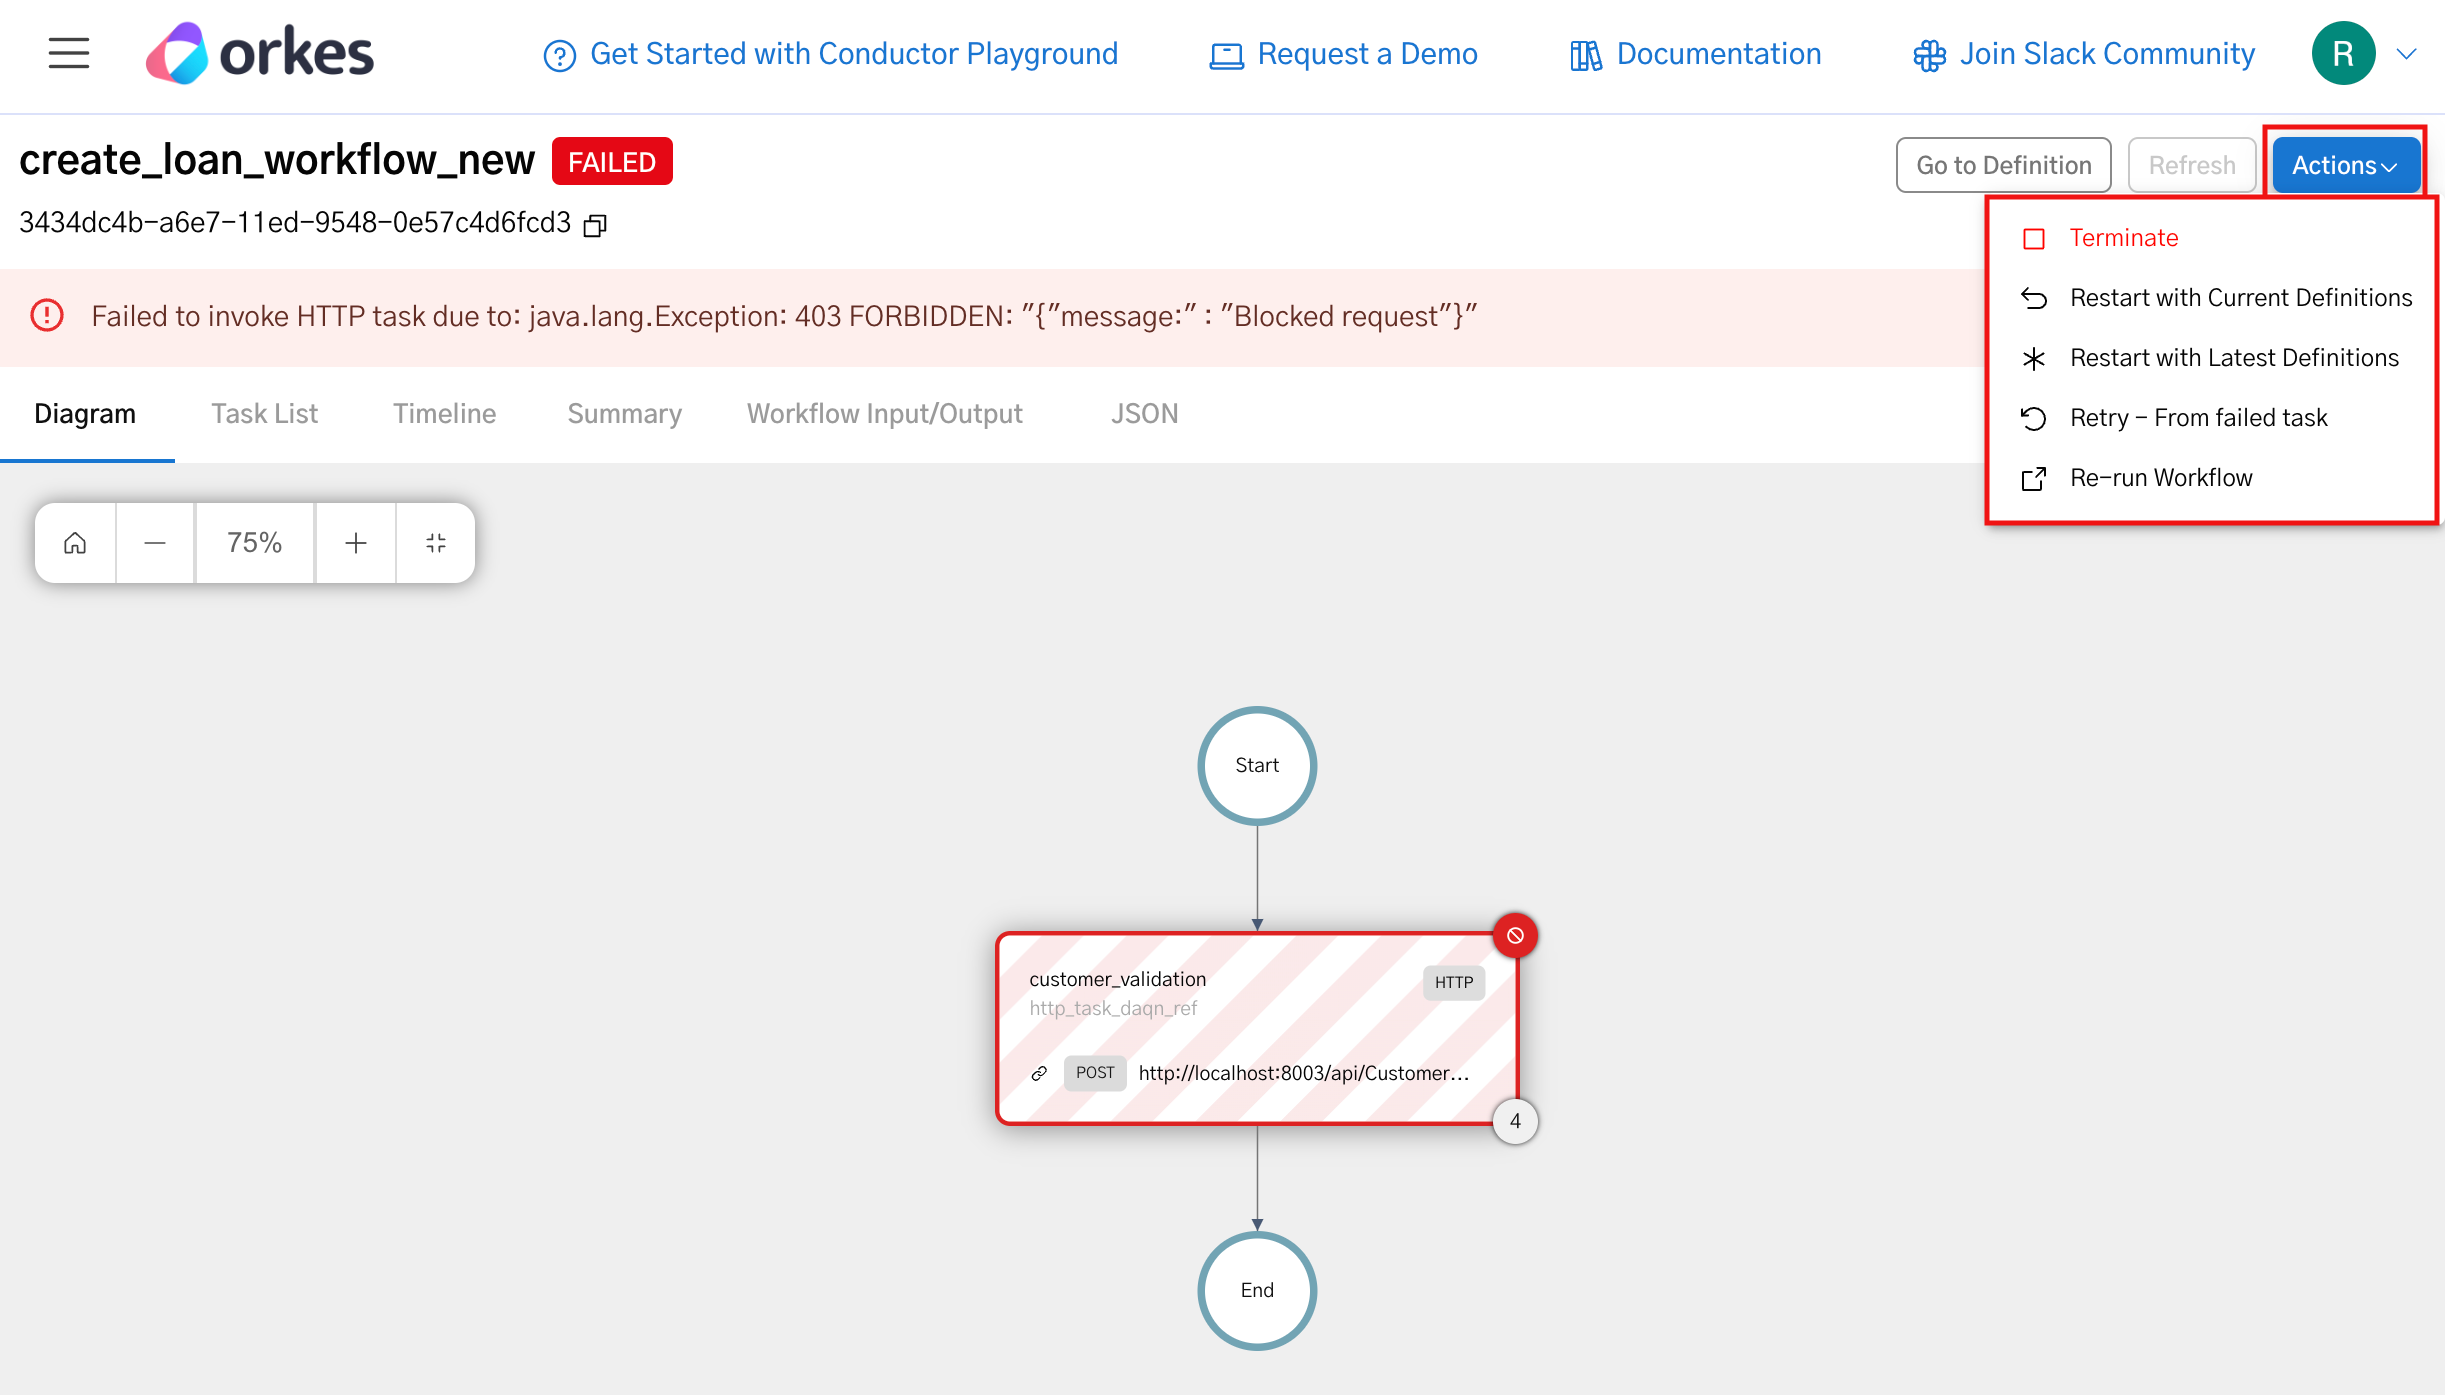 orkes
Get Started with Conductor Playground
Request a Demo
Documentation
Join Slack Community
R
create_loan_workflow_new FAILED
Go to Definition
Refresh
Actions
3434dc4b-a6e7-11ed-9548-0e57c4d6fcd3
Terminate
Restart with Current Definitions
Restart with Latest Definitions
Retry - From failed task
Re-run Workflow
Failed to invoke HTTP task due to: java.lang.Exception: 403 FORBIDDEN: "{"message:" : "Blocked request"}"
Diagram
Task List
Timeline
Summary
Workflow Input/Output
JSON
75%
Start
customer_validation
HTTP
http_task_daqn_ref
POST http://localhost:8003/api/Customer...
4
End